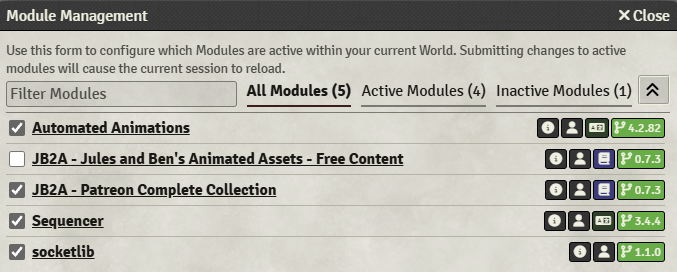 Module Management
Close
Use this form to configure which Modules are active within your current World. Submitting changes to active
modules will cause the current session to reload.
Filter Modules
All Modules (5) Active Modules (4) Inactive Modules (1)
Automated Animations 4.2.82
JB2A - Jules and Ben's Animated Assets - Free Content 0.7.3
JB2A - Patreon Complete Collection 0.7.3
Sequencer 3.4.4
socketlib 1.1.0